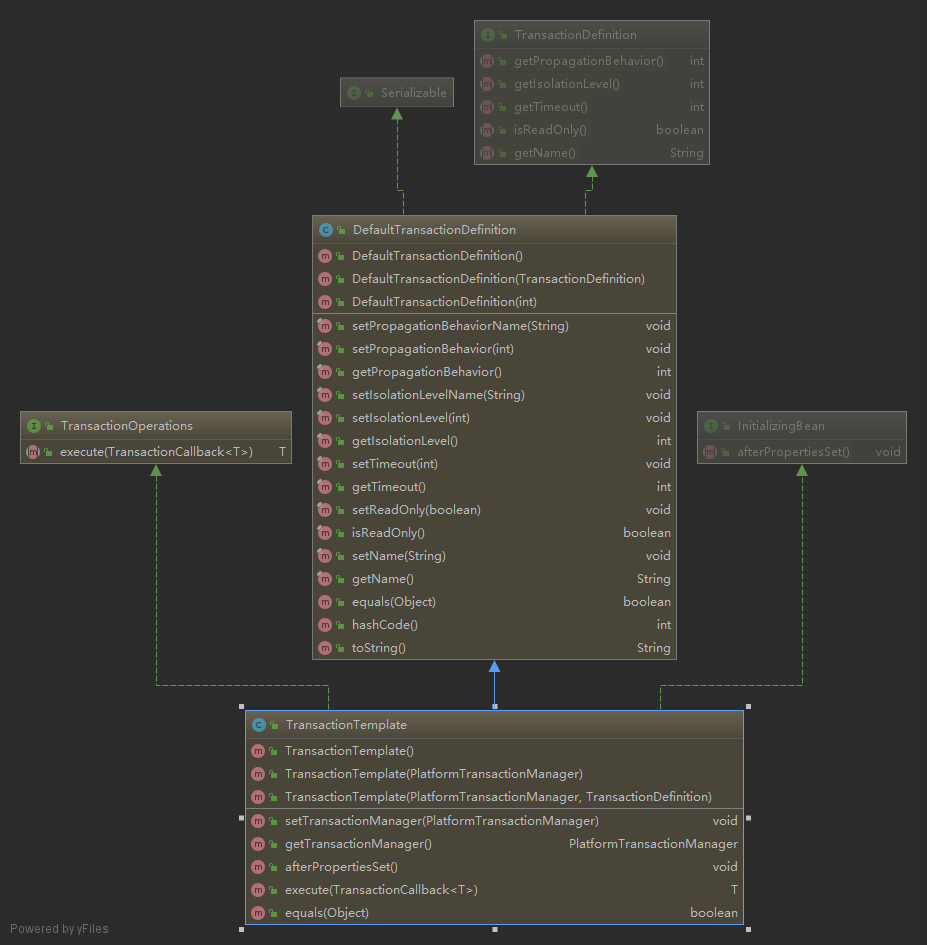 TransactionDefinition
getPropagationBehavior() int
getIsolationLevel() int
getTimeout() int
isReadOnly() boolean
getName() String
Serializable
DefaultTransactionDefinition
DefaultTransactionDefinition()
DefaultTransactionDefinition(TransactionDefinition)
DefaultTransactionDefinition(int)
setPropagationBehaviorName(String) void
setPropagationBehavior(int) void
getPropagationBehavior() int
setIsolationLevelName(String) void
setIsolationLevel(int) void
getIsolationLevel() int
setTimeout(int) void
getTimeout() int
setReadOnly(boolean) void
isReadOnly() boolean
setName(String) void
getName() String
equals(Object) boolean
hashCode() int
toString() String
TransactionOperations
execute(TransactionCallback<T>) T
InitializingBean
afterPropertiesSet() void
TransactionTemplate
TransactionTemplate()
TransactionTemplate(PlatformTransactionManager)
TransactionTemplate(PlatformTransactionManager, TransactionDefinition)
setTransactionManager(PlatformTransactionManager) void
getTransactionManager() PlatformTransactionManager
afterPropertiesSet() void
execute(TransactionCallback<T>) T
equals(Object) boolean
Powered by yFiles